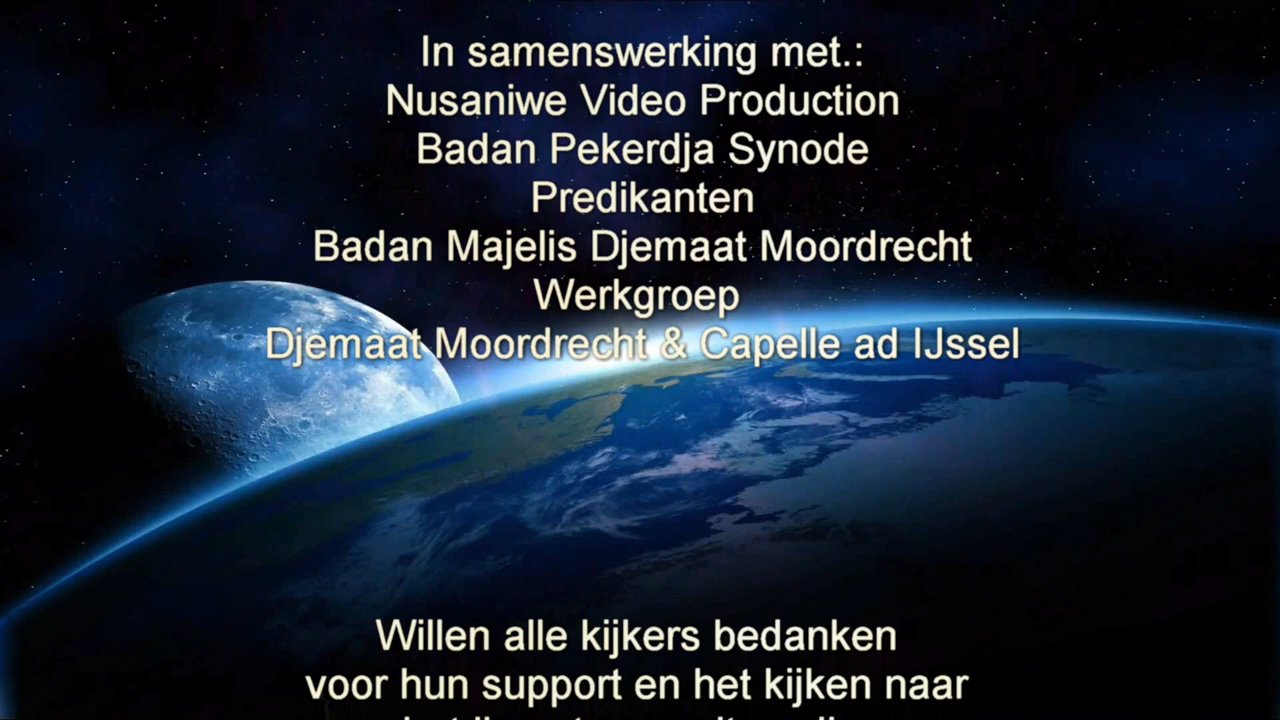 In samenswerking met.:
Nusaniwe Video Production
Badan Pekerdja Synode
Predikanten
Badan Majelis Djemaat Moordrecht
Werkgroep
Djemaat Moordrecht & Capelle ad IJssel
Willen alle kijkers bedanken
voor hun support en het kijken naar